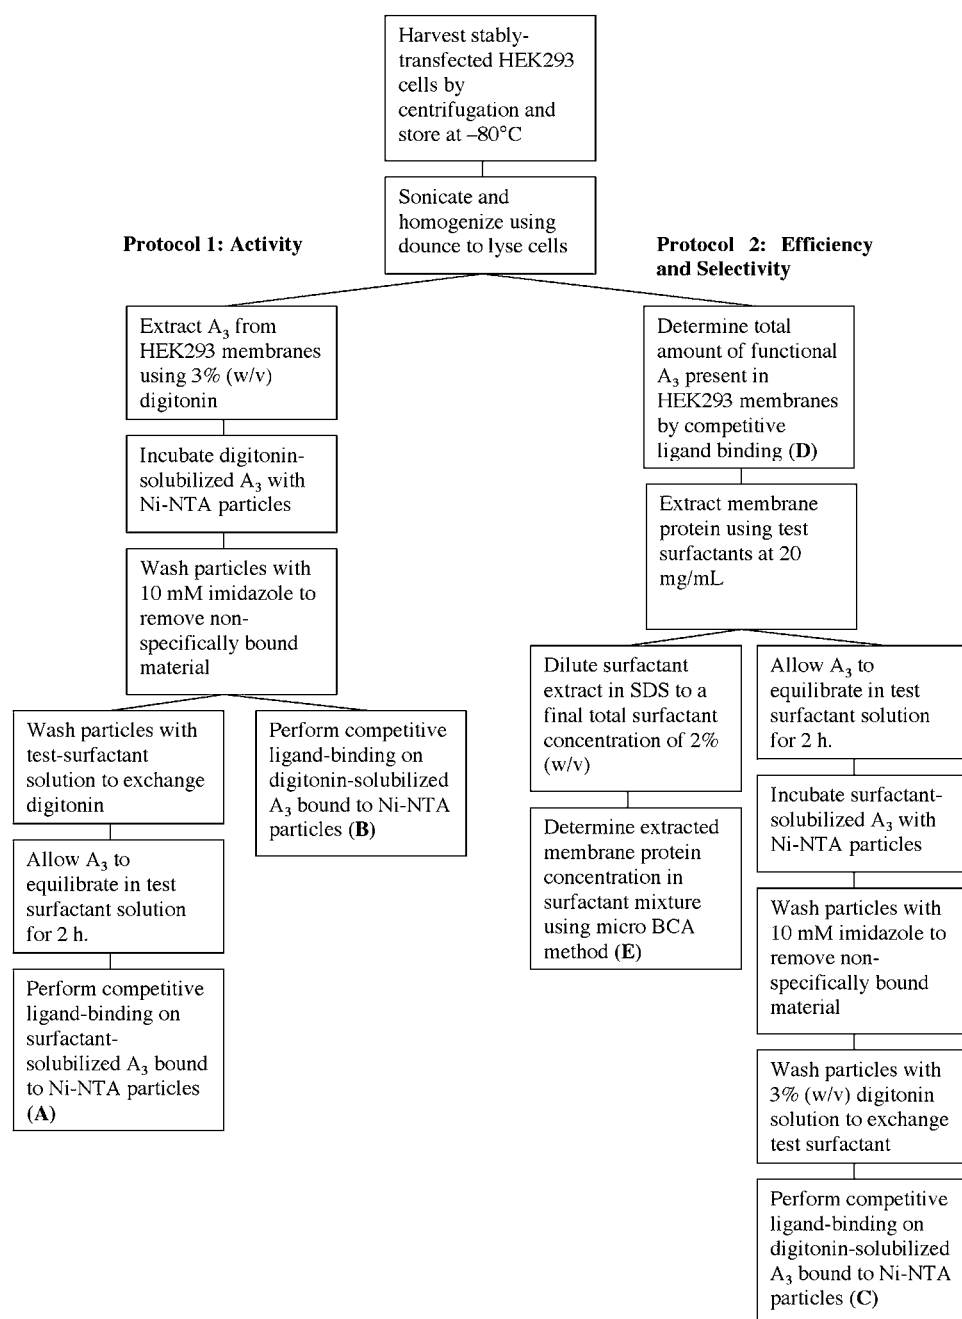 Harvest stably-
transfected HEK293
cells by
centrifugation and
store at –80°C
Sonicate and
homogenize using
dounce to lyse cells
Protocol 1: Activity
Extract A₃ from
HEK293 membranes
using 3% (w/v)
digitonin
Incubate digitonin-
solubilized A₃ with
Ni-NTA particles
Wash particles with
10 mM imidazole to
remove non-
specifically bound
material
Wash particles with
test-surfactant
solution to exchange
digitonin
Allow A₃ to
equilibrate in test
surfactant solution
for 2 h.
Perform competitive
ligand-binding on
surfactant-
solubilized A₃ bound
to Ni-NTA particles
(A)
Perform competitive
ligand-binding on
digitonin-solubilized
A₃ bound to Ni-NTA
particles (B)
Protocol 2: Efficiency
and Selectivity
Determine total
amount of functional
A₃ present in
HEK293 membranes
by competitive
ligand binding (D)
Extract membrane
protein using test
surfactants at 20
mg/mL
Dilute surfactant
extract in SDS to a
final total surfactant
concentration of 2%
(w/v)
Determine extracted
membrane protein
concentration in
surfactant mixture
using micro BCA
method (E)
Allow A₃ to
equilibrate in test
surfactant solution
for 2 h.
Incubate surfactant-
solubilized A₃ with
Ni-NTA particles
Wash particles with
10 mM imidazole to
remove non-
specifically bound
material
Wash particles with
3% (w/v) digitonin
solution to exchange
test surfactant
Perform competitive
ligand-binding on
digitonin-solubilized
A₃ bound to Ni-NTA
particles (C)